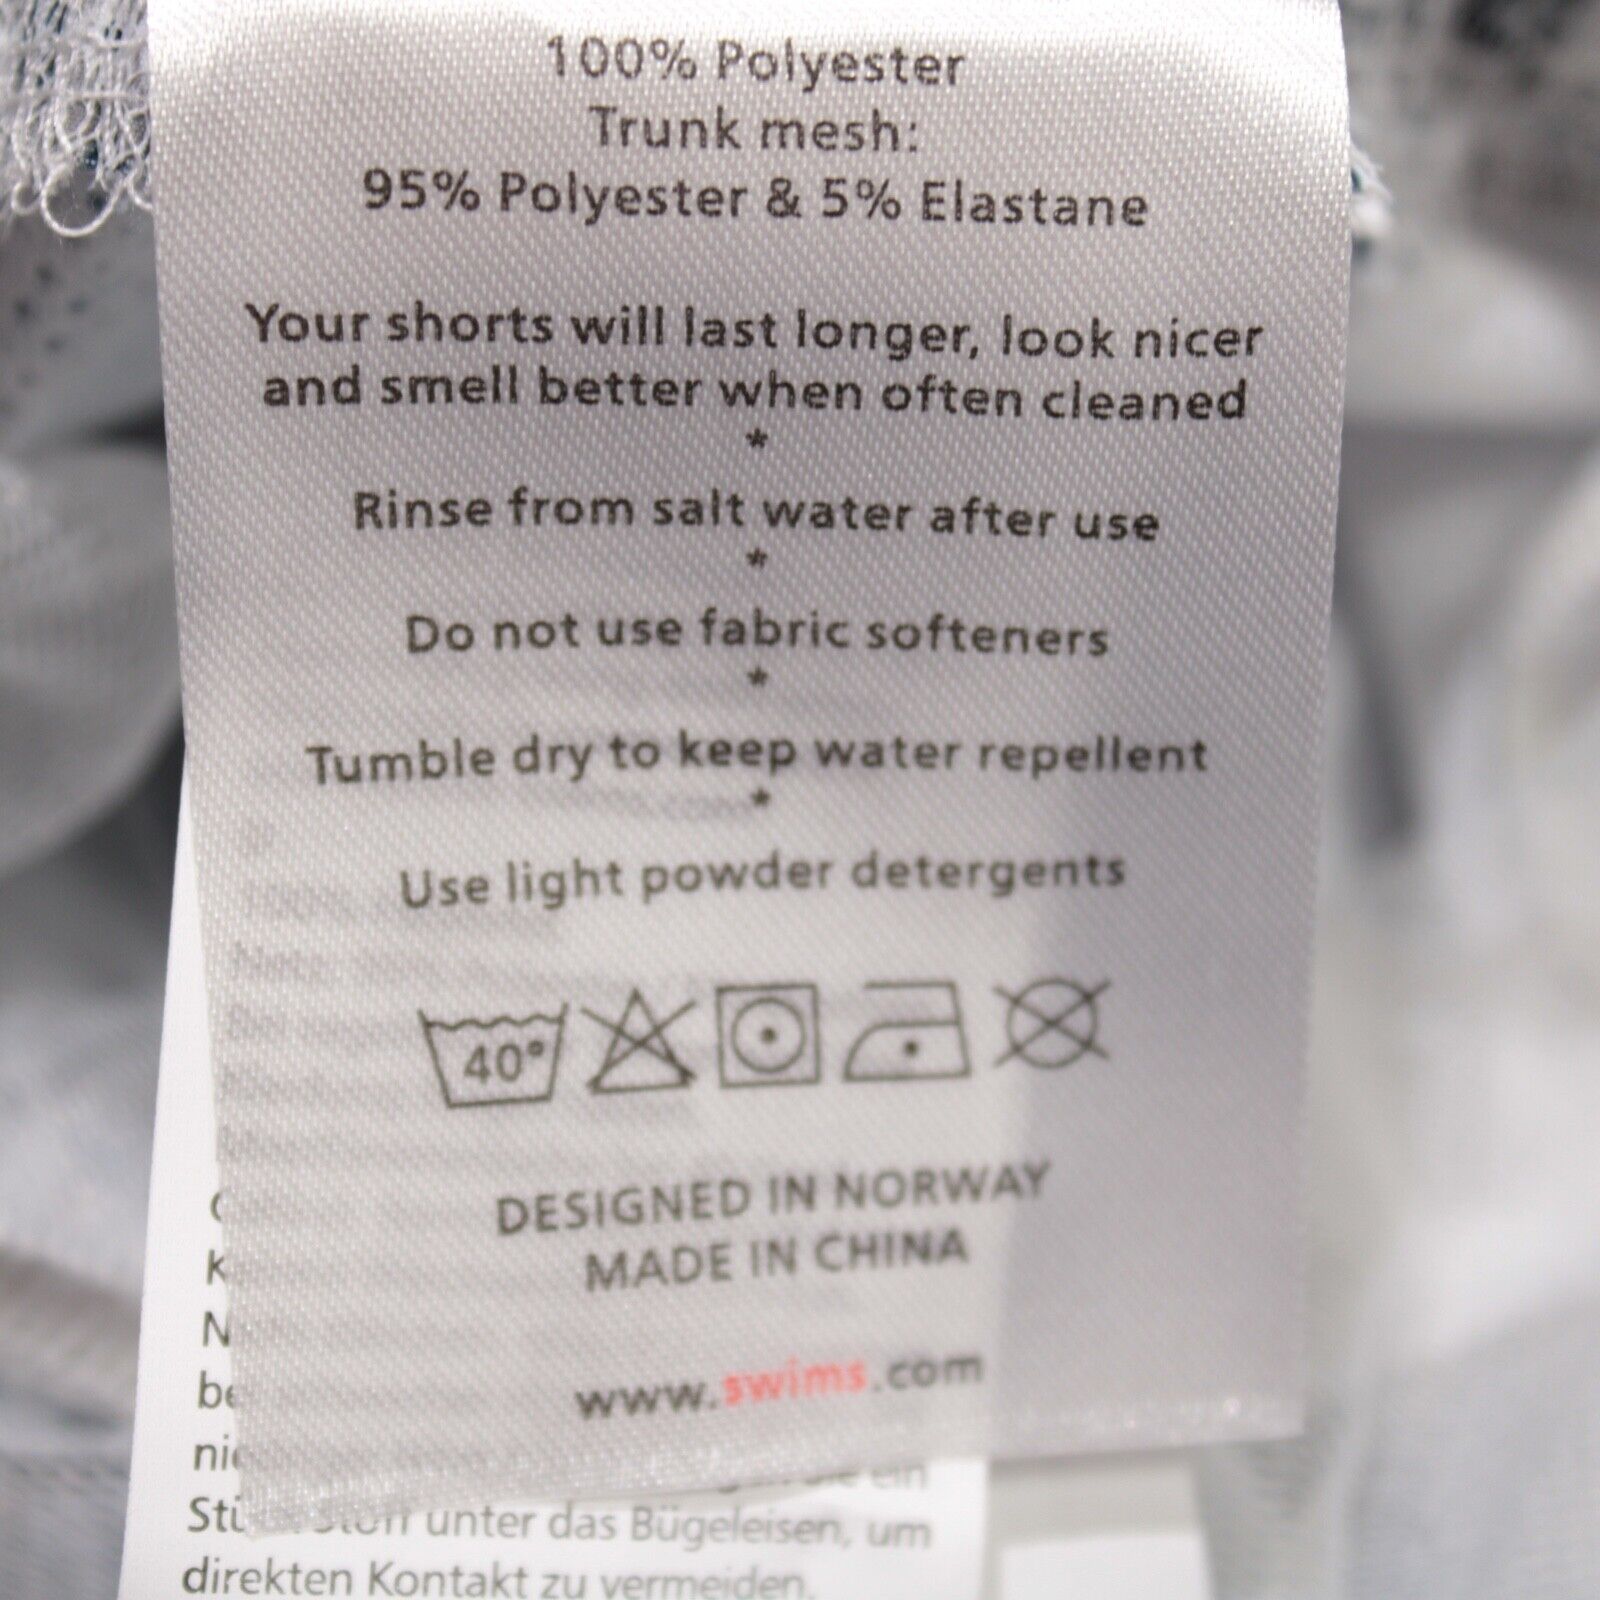 100% Polyester
Trunk mesh:
95% Polyester & 5% Elastane
Your shorts will last longer, look nicer
and smell better when often cleaned
*
Rinse from salt water after use
*
Do not use fabric softeners
*
Tumble dry to keep water repellent
*
Use light powder detergents
40°
DESIGNED IN NORWAY
MADE IN CHINA
www.swims.com
ein
unter das Bügeleisen, um
direkten Kontakt zu vermeiden.